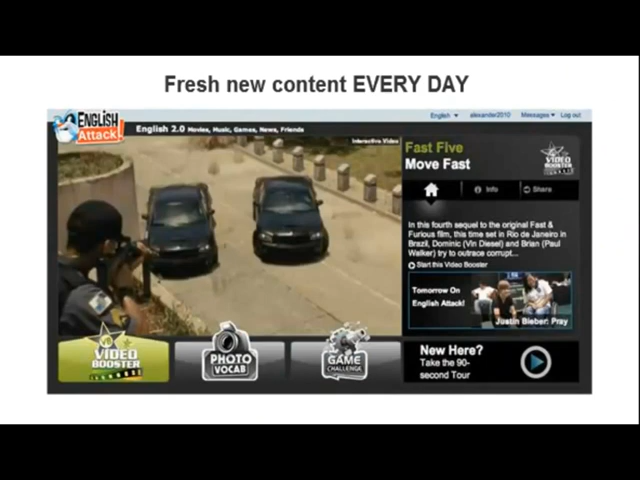 Fresh new content EVERY DAY
ENGLISH
Attack!
English 2.0 Movies, Music, Games, News, Friends
English
alexander2010
Messages
Log out
Interactive Video
Fast Five
Move Fast
VIDEO
BOOSTER
Info
Share
In this fourth sequel to the original Fast &
Furious film, this time set in Rio de Janeiro in
Brazil, Dominic (Vin Diesel) and Brian (Paul
Walker) try to outrace corrupt...
Start this Video Booster
Tomorrow On
English Attack!
Justin Bieber: Pray
VIDEO
BOOSTER
PHOTO
VOCAB
GAME
CHALLENGE
New Here?
Take the 90-
second Tour